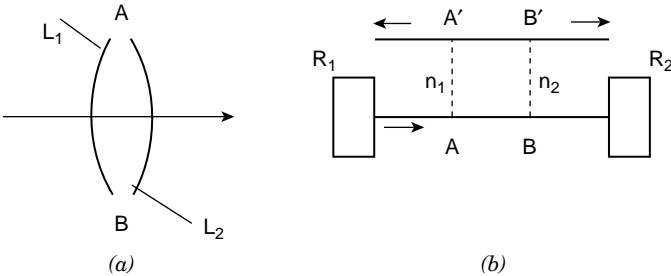 A
L₁
B
L₂
(a)
A′ B′
R₁ R₂
n₁ n₂
A B
(b)